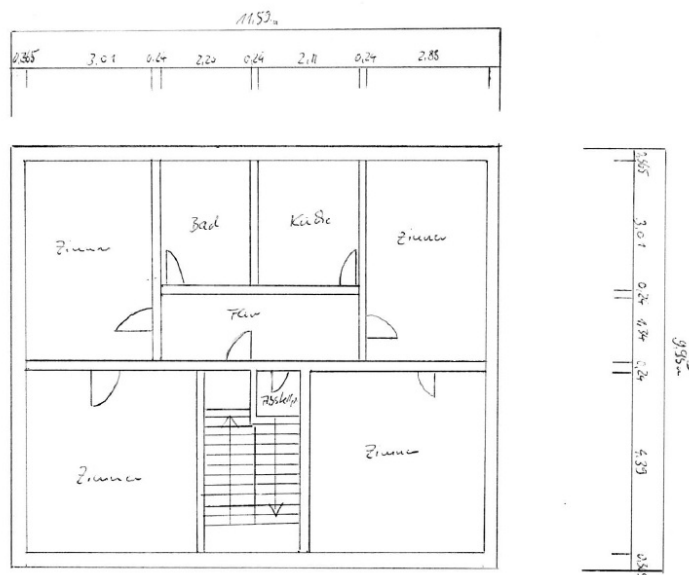 11.52m
0,365 3.01 0.24 2,20 0.24 2,11 0,24 2.88
Bad
Küche
Zimmer
Zimmer
Flur
Abstellr
Zimmer
Zimmer
0,365
3,01
0,24
0,24
4.39
0,365
9,95m